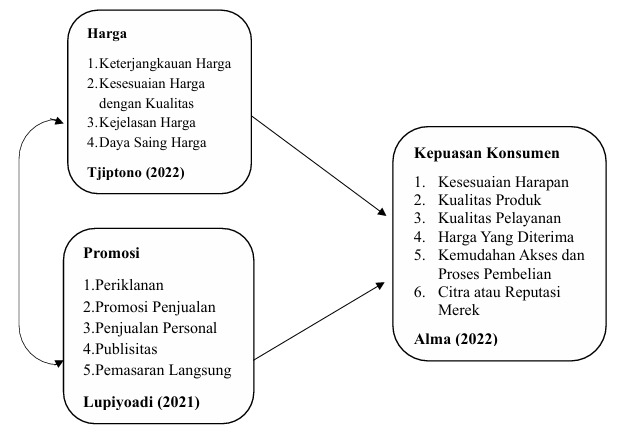 Harga
1.Keterjangkauan Harga
2.Kesesuaian Harga
dengan Kualitas
3.Kejelasan Harga
4.Daya Saing Harga
Tjiptono (2022)
Promosi
1.Periklanan
2.Promosi Penjualan
3.Penjualan Personal
4.Publisitas
5.Pemasaran Langsung
Lupiyoadi (2021)
Kepuasan Konsumen
1. Kesesuaian Harapan
2. Kualitas Produk
3. Kualitas Pelayanan
4. Harga Yang Diterima
5. Kemudahan Akses dan
Proses Pembelian
6. Citra atau Reputasi
Merek
Alma (2022)